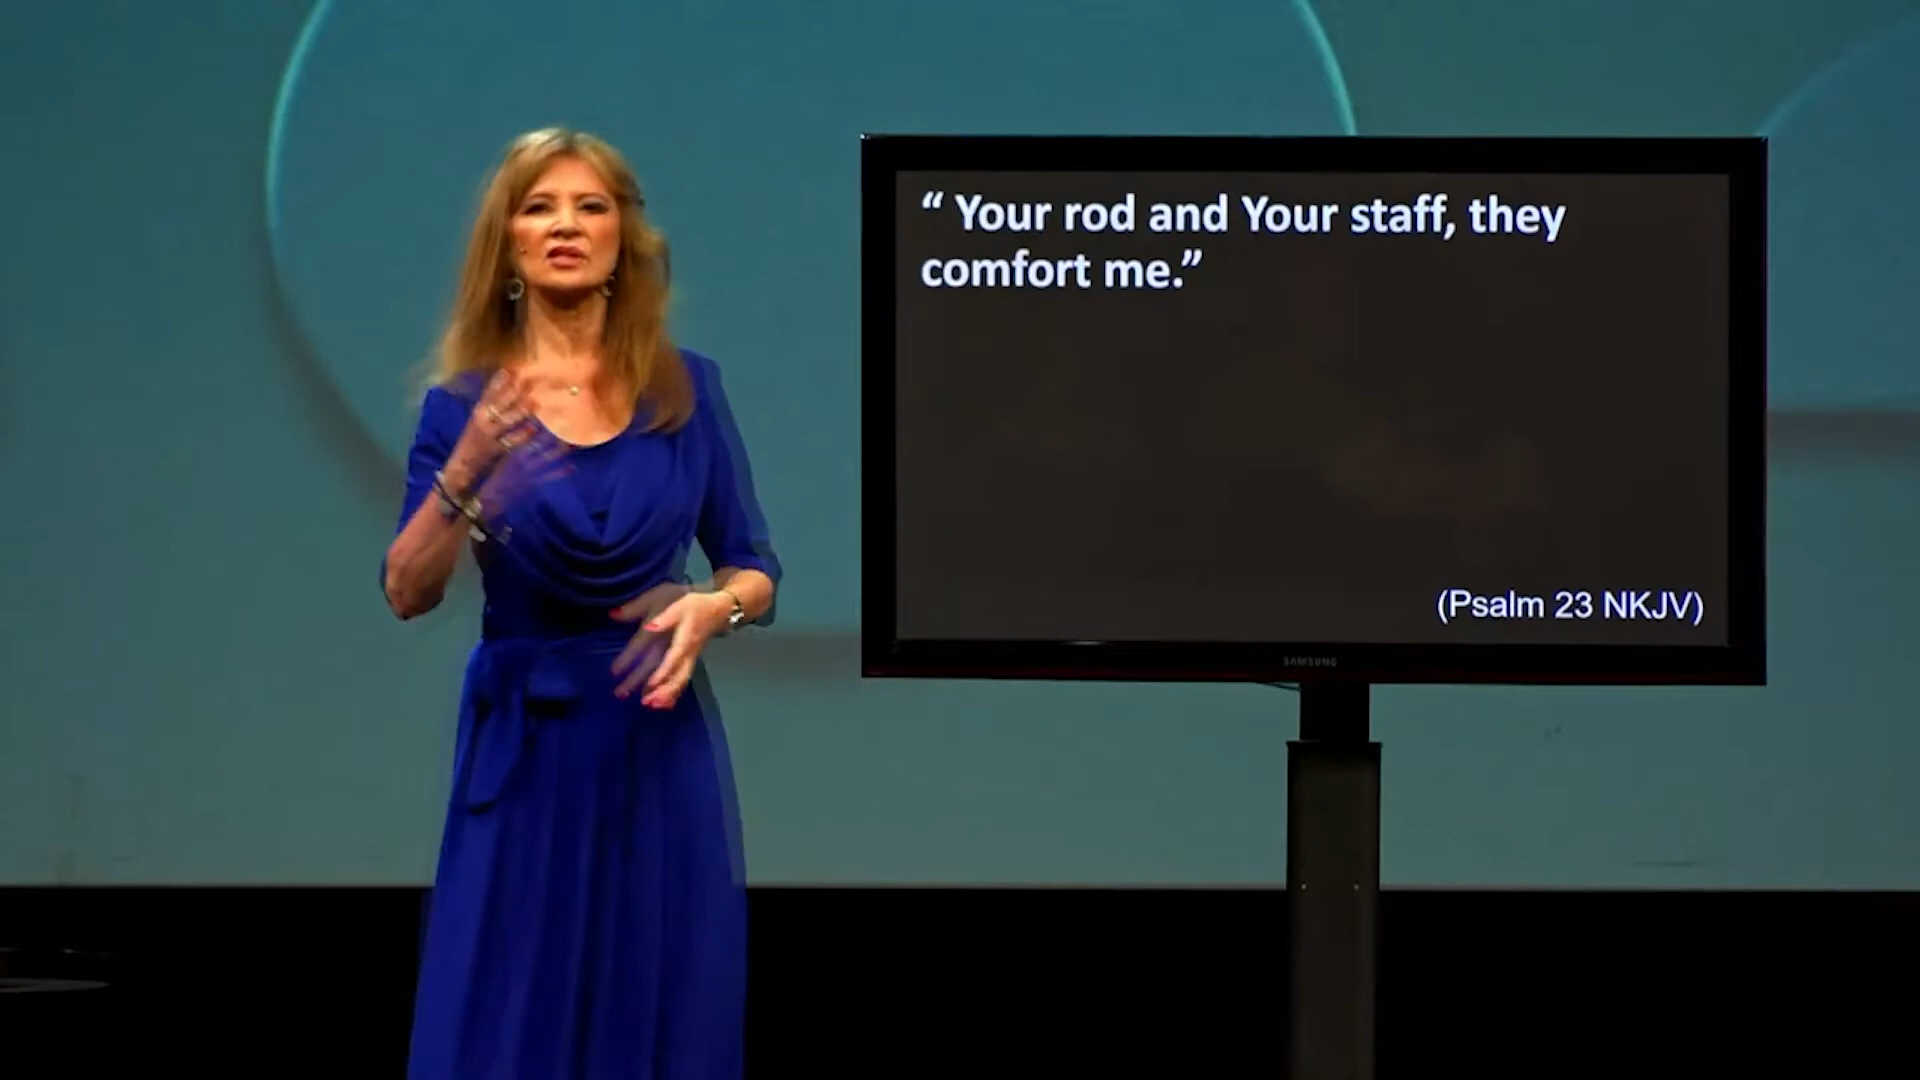 “ Your rod and Your staff, they
comfort me.”
(Psalm 23 NKJV)
SAMSUNG